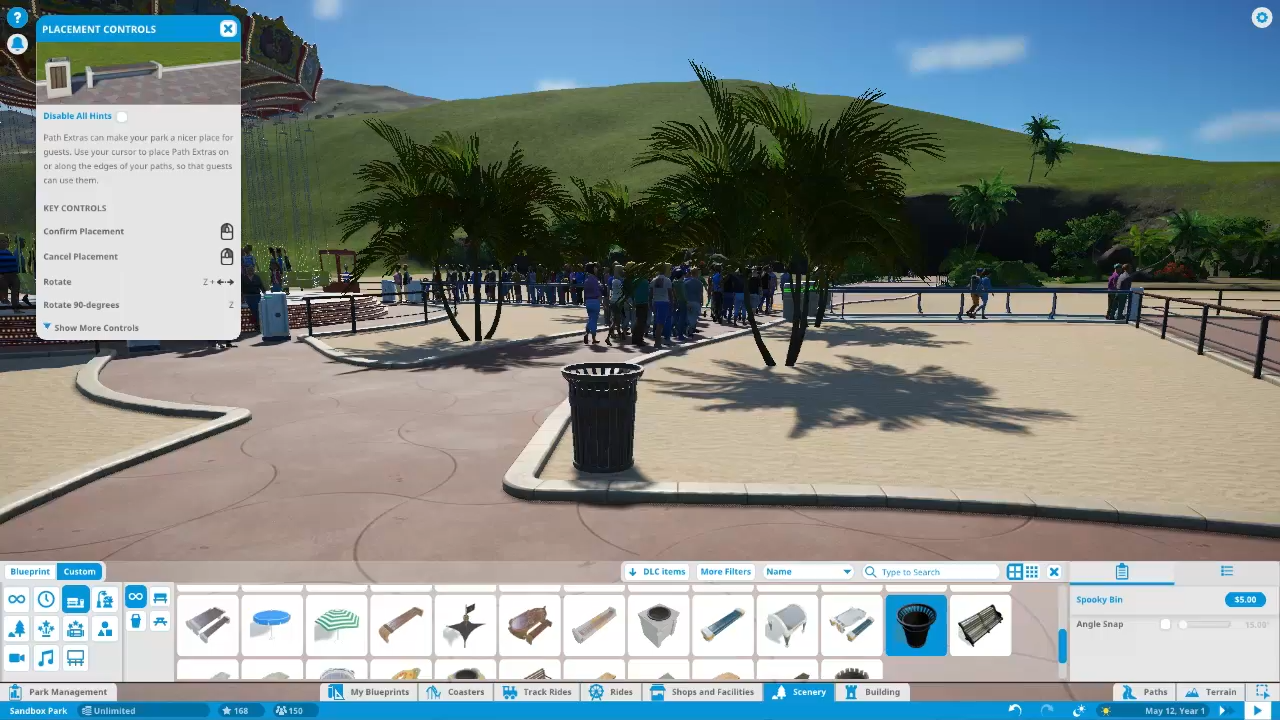 PLACEMENT CONTROLS
Disable All Hints
Path Extras can make your park a nicer place for
guests. Use your cursor to place Path Extras on
or along the edges of your paths, so that guests
can use them.
KEY CONTROLS
Confirm Placement
Cancel Placement
Rotate Z +
Rotate 90-degrees Z
Show More Controls
Blueprint Custom
DLC items More Filters Name Type to Search
Spooky Bin $5.00
Angle Snap 15.00°
Park Management My Blueprints Coasters Track Rides Rides Shops and Facilities Scenery Building Paths Terrain
Sandbox Park Unlimited 168 150 May 12, Year 1